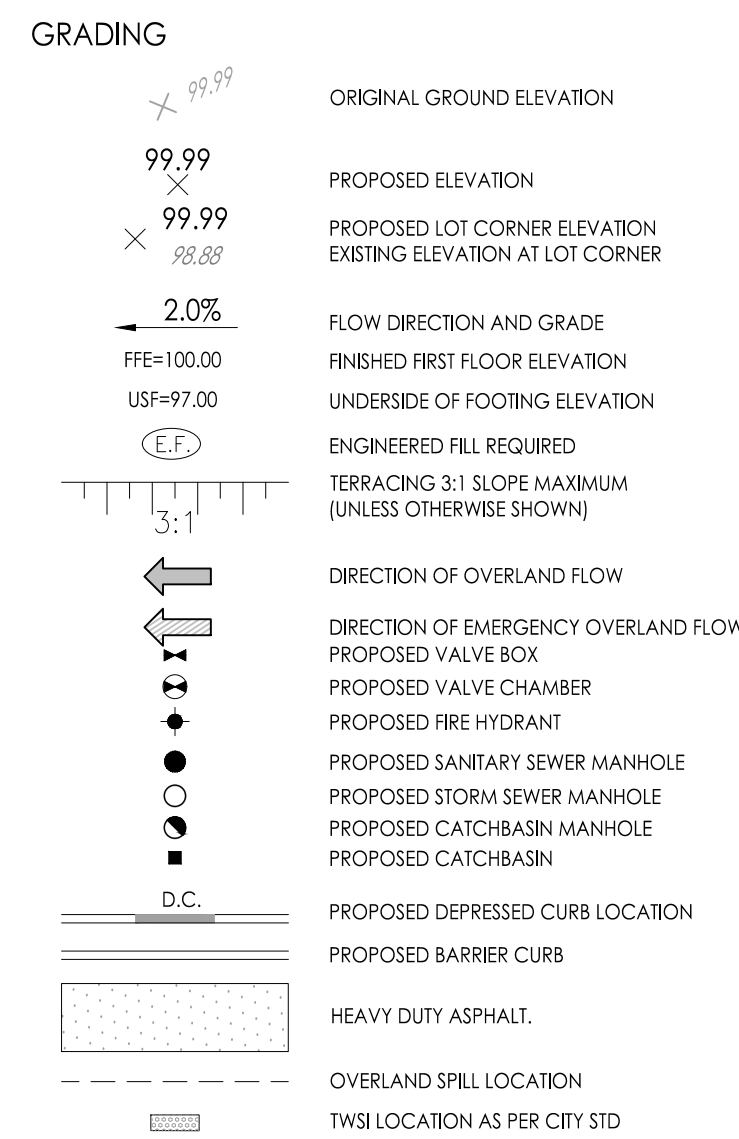 GRADING
99.99
ORIGINAL GROUND ELEVATION
99.99
PROPOSED ELEVATION
99.99
PROPOSED LOT CORNER ELEVATION
98.88
EXISTING ELEVATION AT LOT CORNER
2.0%
FLOW DIRECTION AND GRADE
FFE=100.00
FINISHED FIRST FLOOR ELEVATION
USF=97.00
UNDERSIDE OF FOOTING ELEVATION
E.F.
ENGINEERED FILL REQUIRED
TERRACING 3:1 SLOPE MAXIMUM
(UNLESS OTHERWISE SHOWN)
3:1
DIRECTION OF OVERLAND FLOW
DIRECTION OF EMERGENCY OVERLAND FLOW
PROPOSED VALVE BOX
PROPOSED VALVE CHAMBER
PROPOSED FIRE HYDRANT
PROPOSED SANITARY SEWER MANHOLE
PROPOSED STORM SEWER MANHOLE
PROPOSED CATCHBASIN MANHOLE
PROPOSED CATCHBASIN
D.C.
PROPOSED DEPRESSED CURB LOCATION
PROPOSED BARRIER CURB
HEAVY DUTY ASPHALT.
OVERLAND SPILL LOCATION
TWSI LOCATION AS PER CITY STD